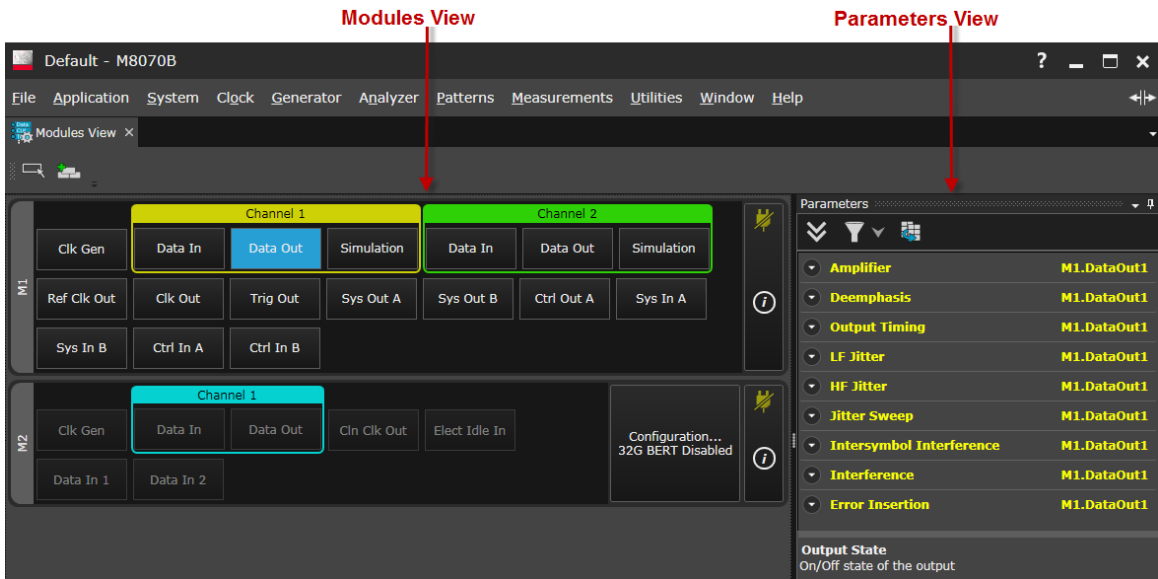 Modules View
Parameters View
Default - M8070B
?
File Application System Clock Generator Analyzer Patterns Measurements Utilities Window Help
Modules View ×
Parameters
M1
Channel 1
Channel 2
Clk Gen
Data In
Data Out
Simulation
Data In
Data Out
Simulation
Ref Clk Out
Clk Out
Trig Out
Sys Out A
Sys Out B
Ctrl Out A
Sys In A
i
Sys In B
Ctrl In A
Ctrl In B
M2
Channel 1
Clk Gen
Data In
Data Out
Cln Clk Out
Elect Idle In
Data In 1
Data In 2
Configuration...
32G BERT Disabled
i
Amplifier M1.DataOut1
Deemphasis M1.DataOut1
Output Timing M1.DataOut1
LF Jitter M1.DataOut1
HF Jitter M1.DataOut1
Jitter Sweep M1.DataOut1
Intersymbol Interference M1.DataOut1
Interference M1.DataOut1
Error Insertion M1.DataOut1
Output State
On/Off state of the output